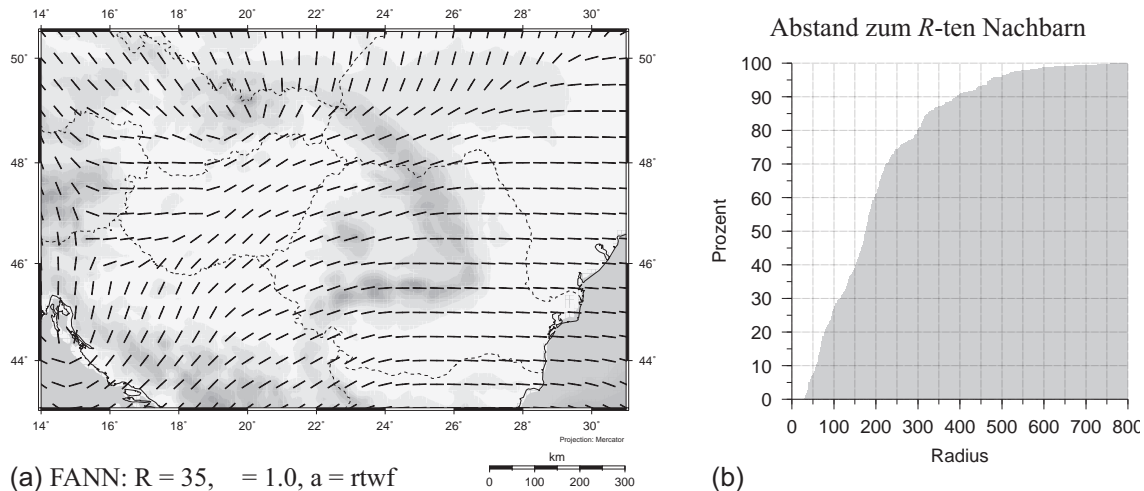 14˚ 16˚ 18˚ 20˚ 22˚ 24˚ 26˚ 28˚ 30˚
50˚ 50˚
48˚ 48˚
46˚ 46˚
44˚ 44˚
14˚ 16˚ 18˚ 20˚ 22˚ 24˚ 26˚ 28˚ 30˚
Projection: Mercator
km
0 100 200 300
(a) FANN: R = 35, = 1.0, a = rtwf
Abstand zum R-ten Nachbarn
100
90
80
70
60
50
40
30
20
10
0
Prozent
0 100 200 300 400 500 600 700 800
Radius
(b)